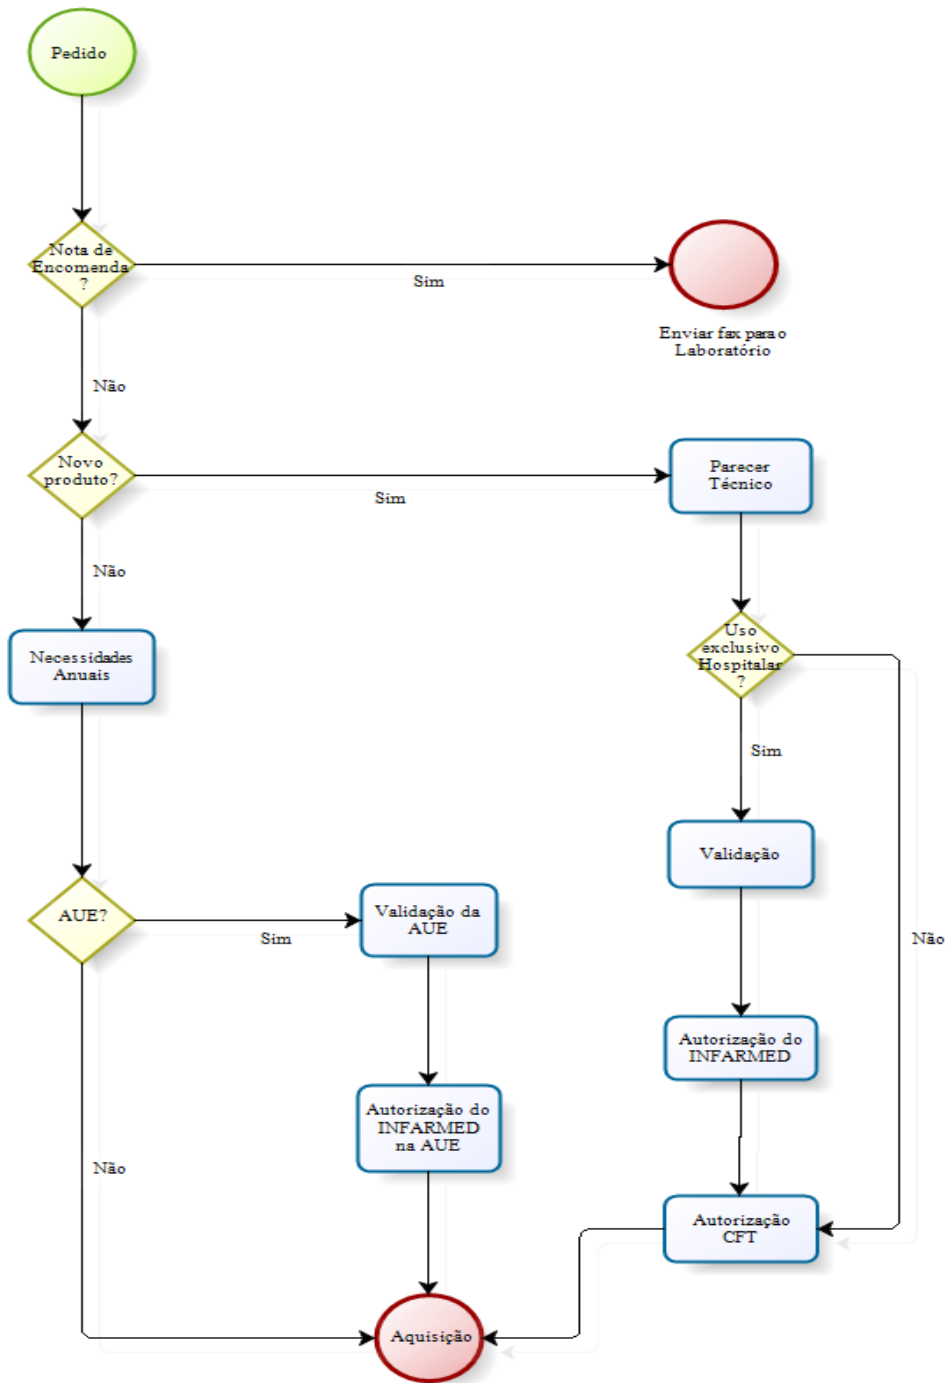 Pedido
Nota de
Encomenda
?
Sim
Enviar fax para o
Laboratório
Não
Novo
produto?
Sim
Parecer
Técnico
Não
Uso
exclusivo
Hospitalar
?
Necessidades
Anuais
Sim
Validação
AUE?
Sim
Validação da
AUE
Não
Autorização do
INFARMED
Autorização do
INFARMED
na AUE
Não
Autorização
CFT
Aquisição